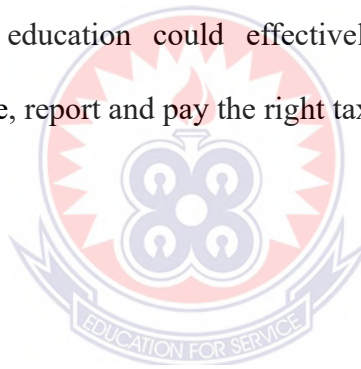 education could effectivel
e, report and pay the right tax
EDUCATION FOR SERVICE